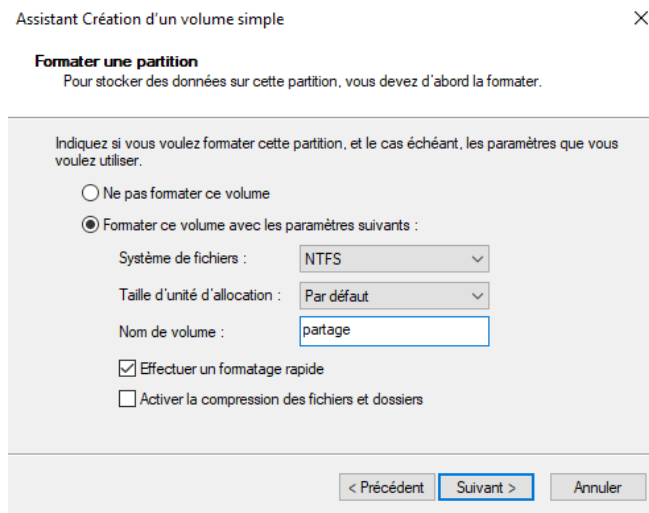 Assistant Création d'un volume simple
Formater une partition
Pour stocker des données sur cette partition, vous devez d'abord la formater.
Indiquez si vous voulez formater cette partition, et le cas échéant, les paramètres que vous
voulez utiliser.
Ne pas formater ce volume
Formater ce volume avec les paramètres suivants :
Système de fichiers : NTFS
Taille d'unité d'allocation : Par défaut
Nom de volume : partage
Effectuer un formatage rapide
Activer la compression des fichiers et dossiers
< Précédent Suivant > Annuler